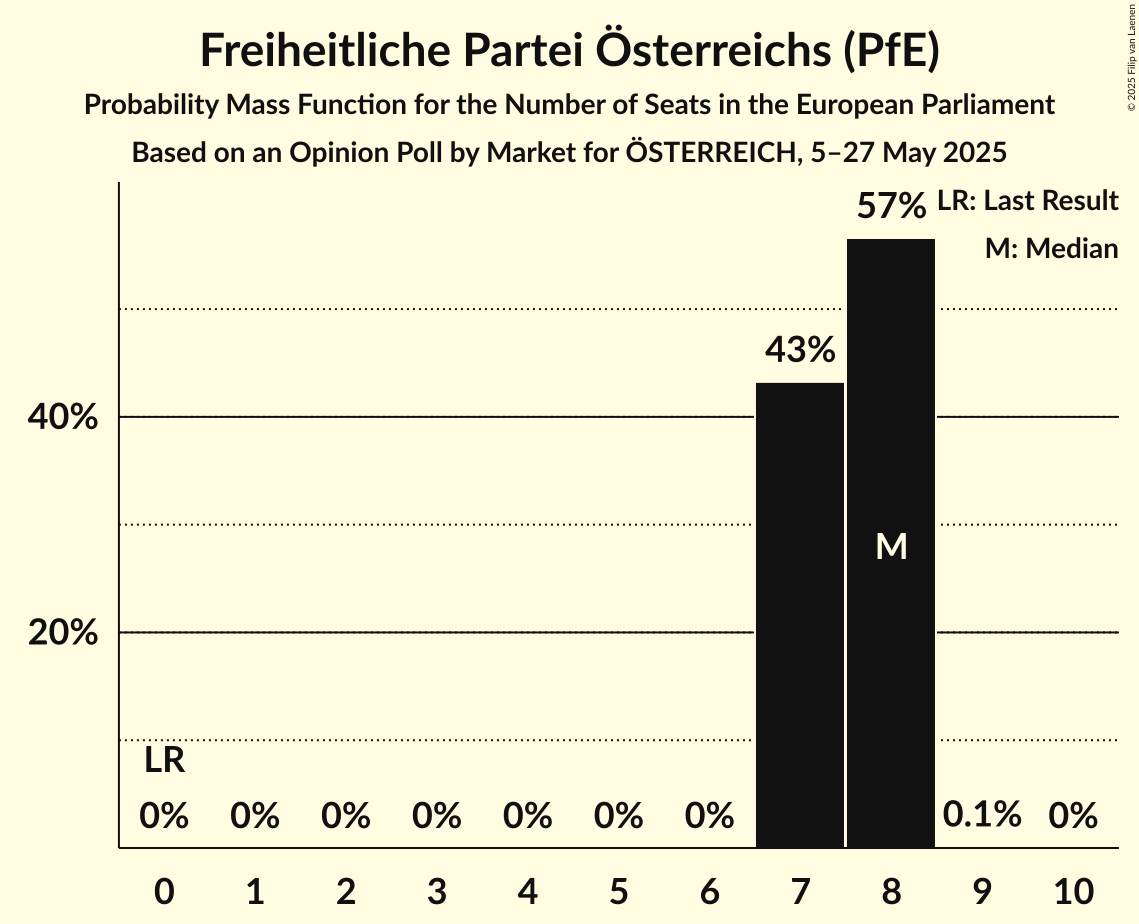 Freiheitliche Partei Österreichs (PfE)
Probability Mass Function for the Number of Seats in the European Parliament
Based on an Opinion Poll by Market for ÖSTERREICH, 5–27 May 2025
© 2025 Filip van Laenen
LR: Last Result
M: Median
57%
43%
40%
20%
M
LR
0% 0% 0% 0% 0% 0% 0% 0.1% 0%
0 1 2 3 4 5 6 7 8 9 10